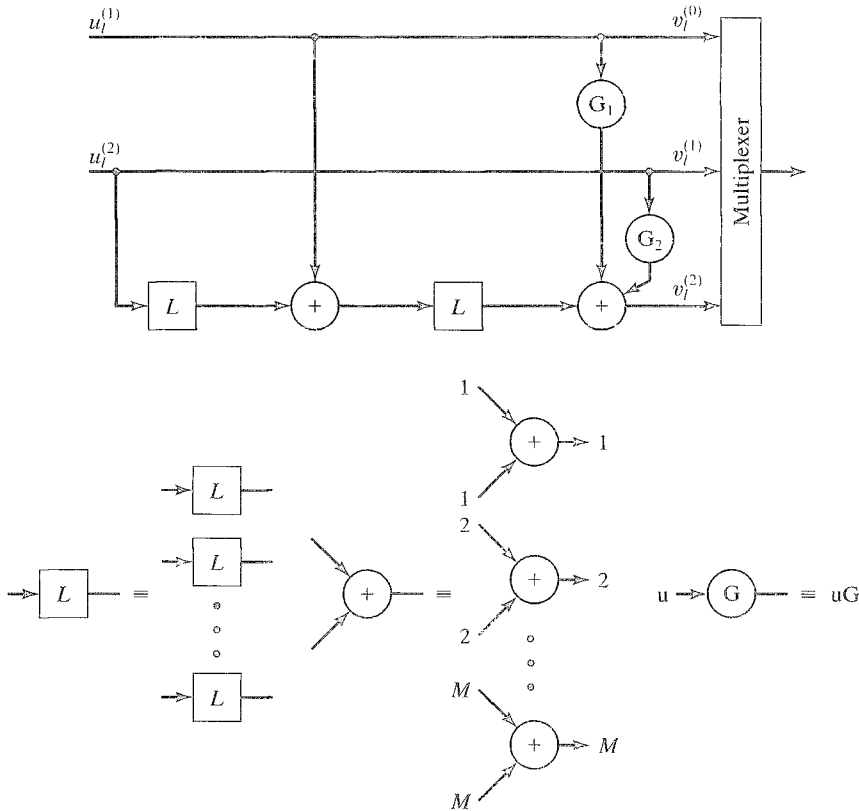 u_l^{(1)} v_l^{(0)}
G_1
u_l^{(2)} v_l^{(1)}
Multiplexer
G_2
L + L + v_l^{(2)}
1
+ 1
1
L
2
L
L ≡ + ≡ + 2 u G ≡ uG
2
L
M
+ M
M